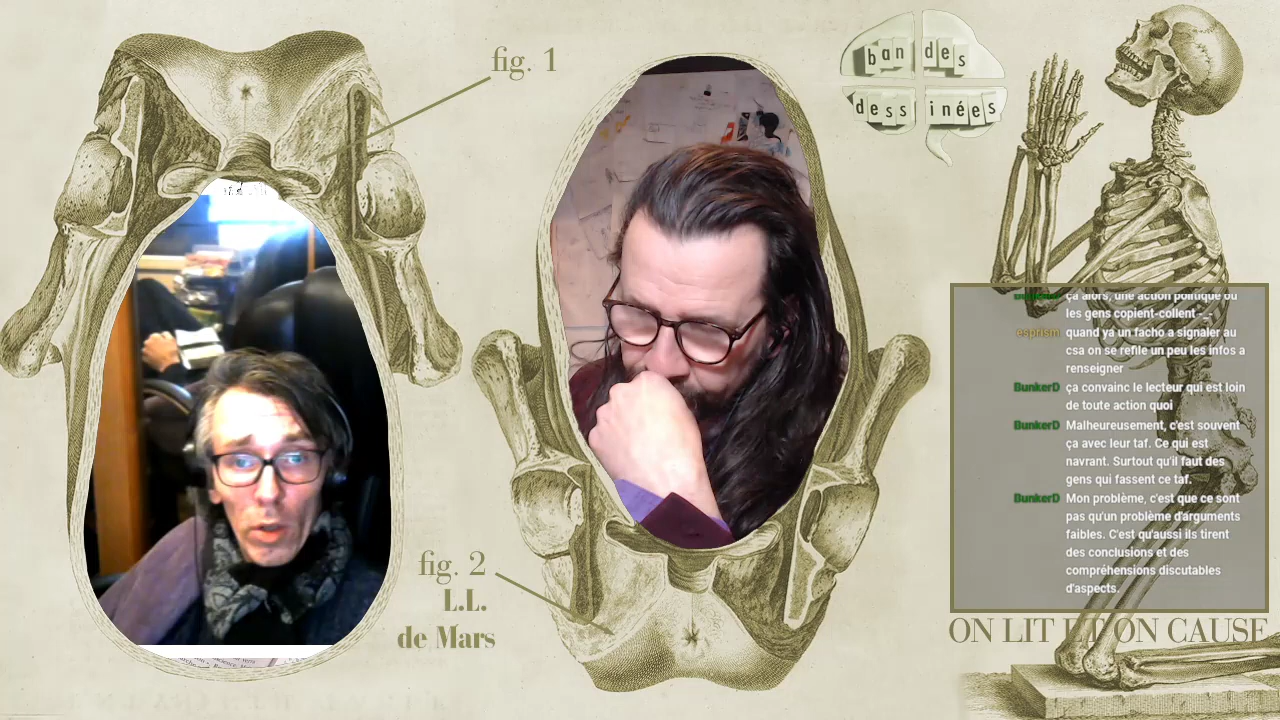 fig. 1
ban des
dess inées
ça alors, une action politique ou
les gens copient-collent -_-
esprism quand ya un facho a signaler au
csa on se refile un peu les infos a
renseigner
BunkerD ça convainc le lecteur qui est loin
de toute action quoi
BunkerD Malheureusement, c'est souvent
ça avec leur taf. Ce qui est
navrant. Surtout qu'il faut des
gens qui fassent ce taf.
BunkerD Mon problème, c'est que ce sont
pas qu'un problème d'arguments
faibles. C'est qu'aussi ils tirent
des conclusions et des
compréhensions discutables
d'aspects.
fig. 2
L.L.
de Mars
ON LIT ET ON CAUSE